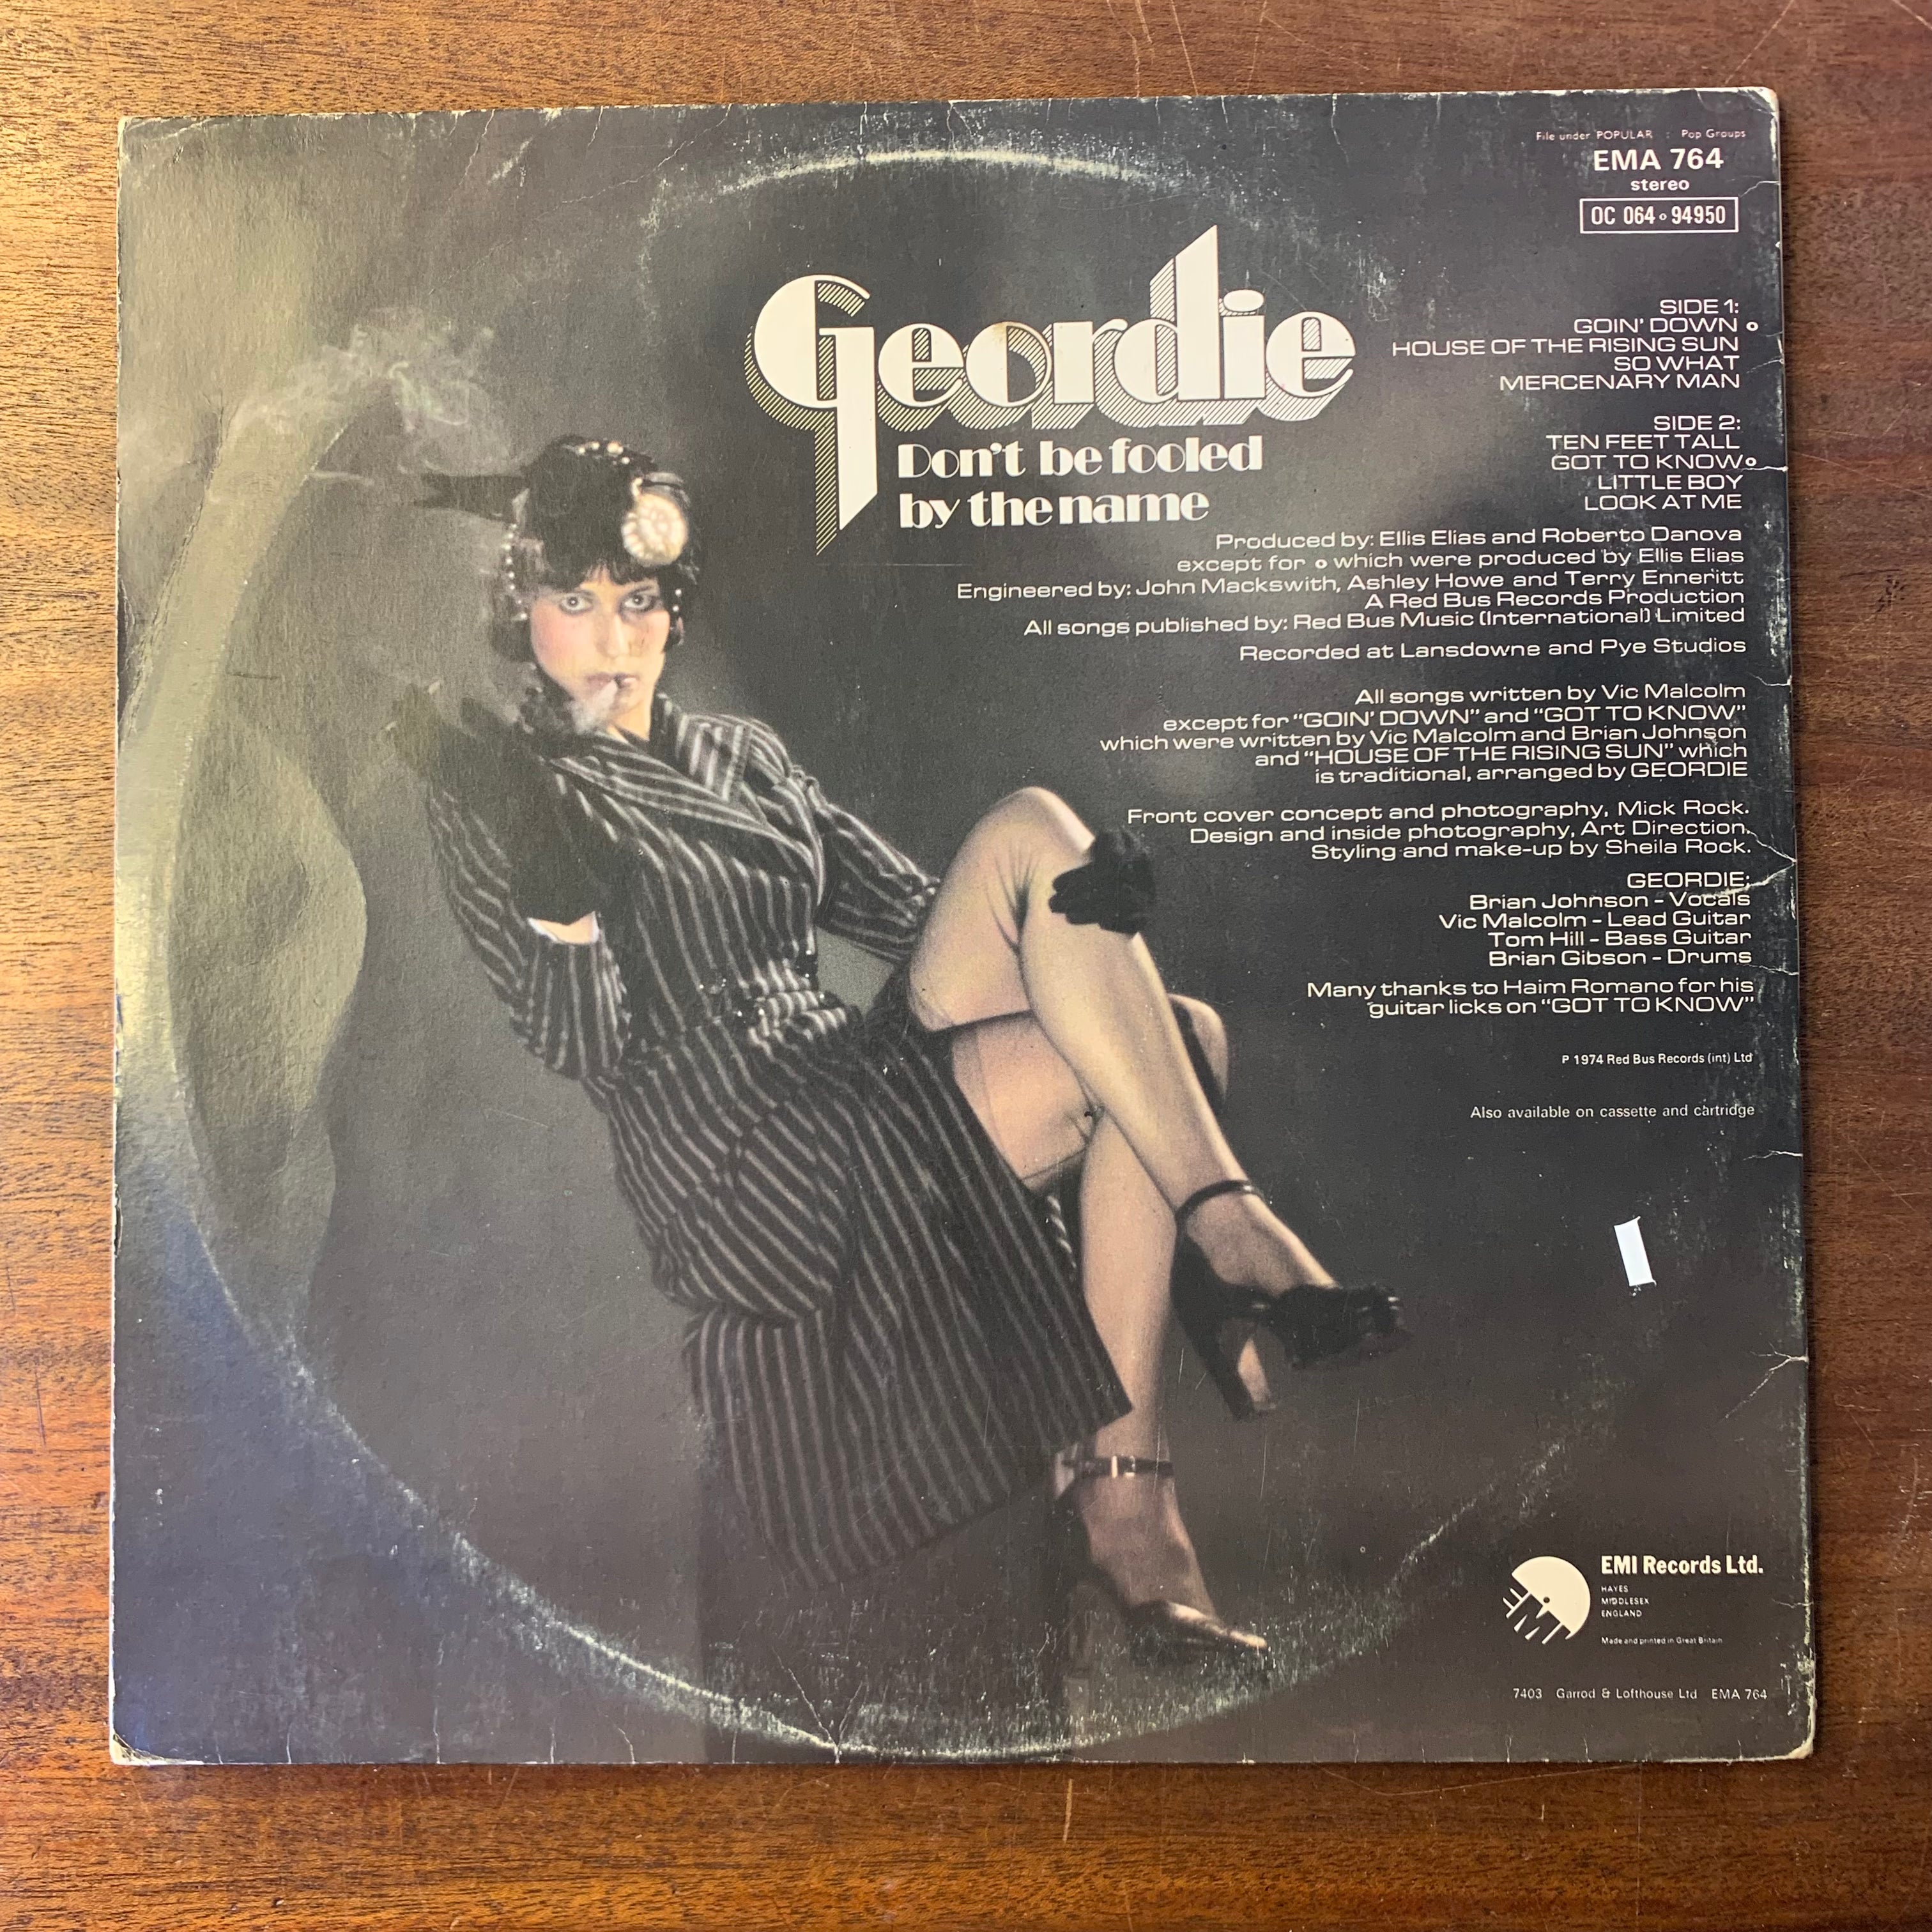 File under POPULAR : Pop Groups
EMA 764
stereo
OC 064 ∘ 94950
Geordie
Don't be fooled
by the name
SIDE 1:
GOIN' DOWN ∘
HOUSE OF THE RISING SUN
SO WHAT
MERCENARY MAN
SIDE 2:
TEN FEET TALL
GOT TO KNOW ∘
LITTLE BOY
LOOK AT ME
Produced by: Ellis Elias and Roberto Danova
except for ∘ which were produced by Ellis Elias
Engineered by: John Mackswith, Ashley Howe and Terry Enneritt
A Red Bus Records Production
All songs published by: Red Bus Music (International) Limited
Recorded at Lansdowne and Pye Studios
All songs written by Vic Malcolm
except for "GOIN' DOWN" and "GOT TO KNOW"
which were written by Vic Malcolm and Brian Johnson
and "HOUSE OF THE RISING SUN" which
is traditional, arranged by GEORDIE
Front cover concept and photography, Mick Rock.
Design and inside photography, Art Direction.
Styling and make-up by Sheila Rock.
GEORDIE:
Brian Johnson - Vocals
Vic Malcolm - Lead Guitar
Tom Hill - Bass Guitar
Brian Gibson - Drums
Many thanks to Haim Romano for his
guitar licks on "GOT TO KNOW"
P 1974 Red Bus Records (int) Ltd
Also available on cassette and cartridge
EMI
EMI Records Ltd.
HAYES
MIDDLESEX
ENGLAND
Made and printed in Great Britain
7403 Garrod & Lofthouse Ltd EMA 764